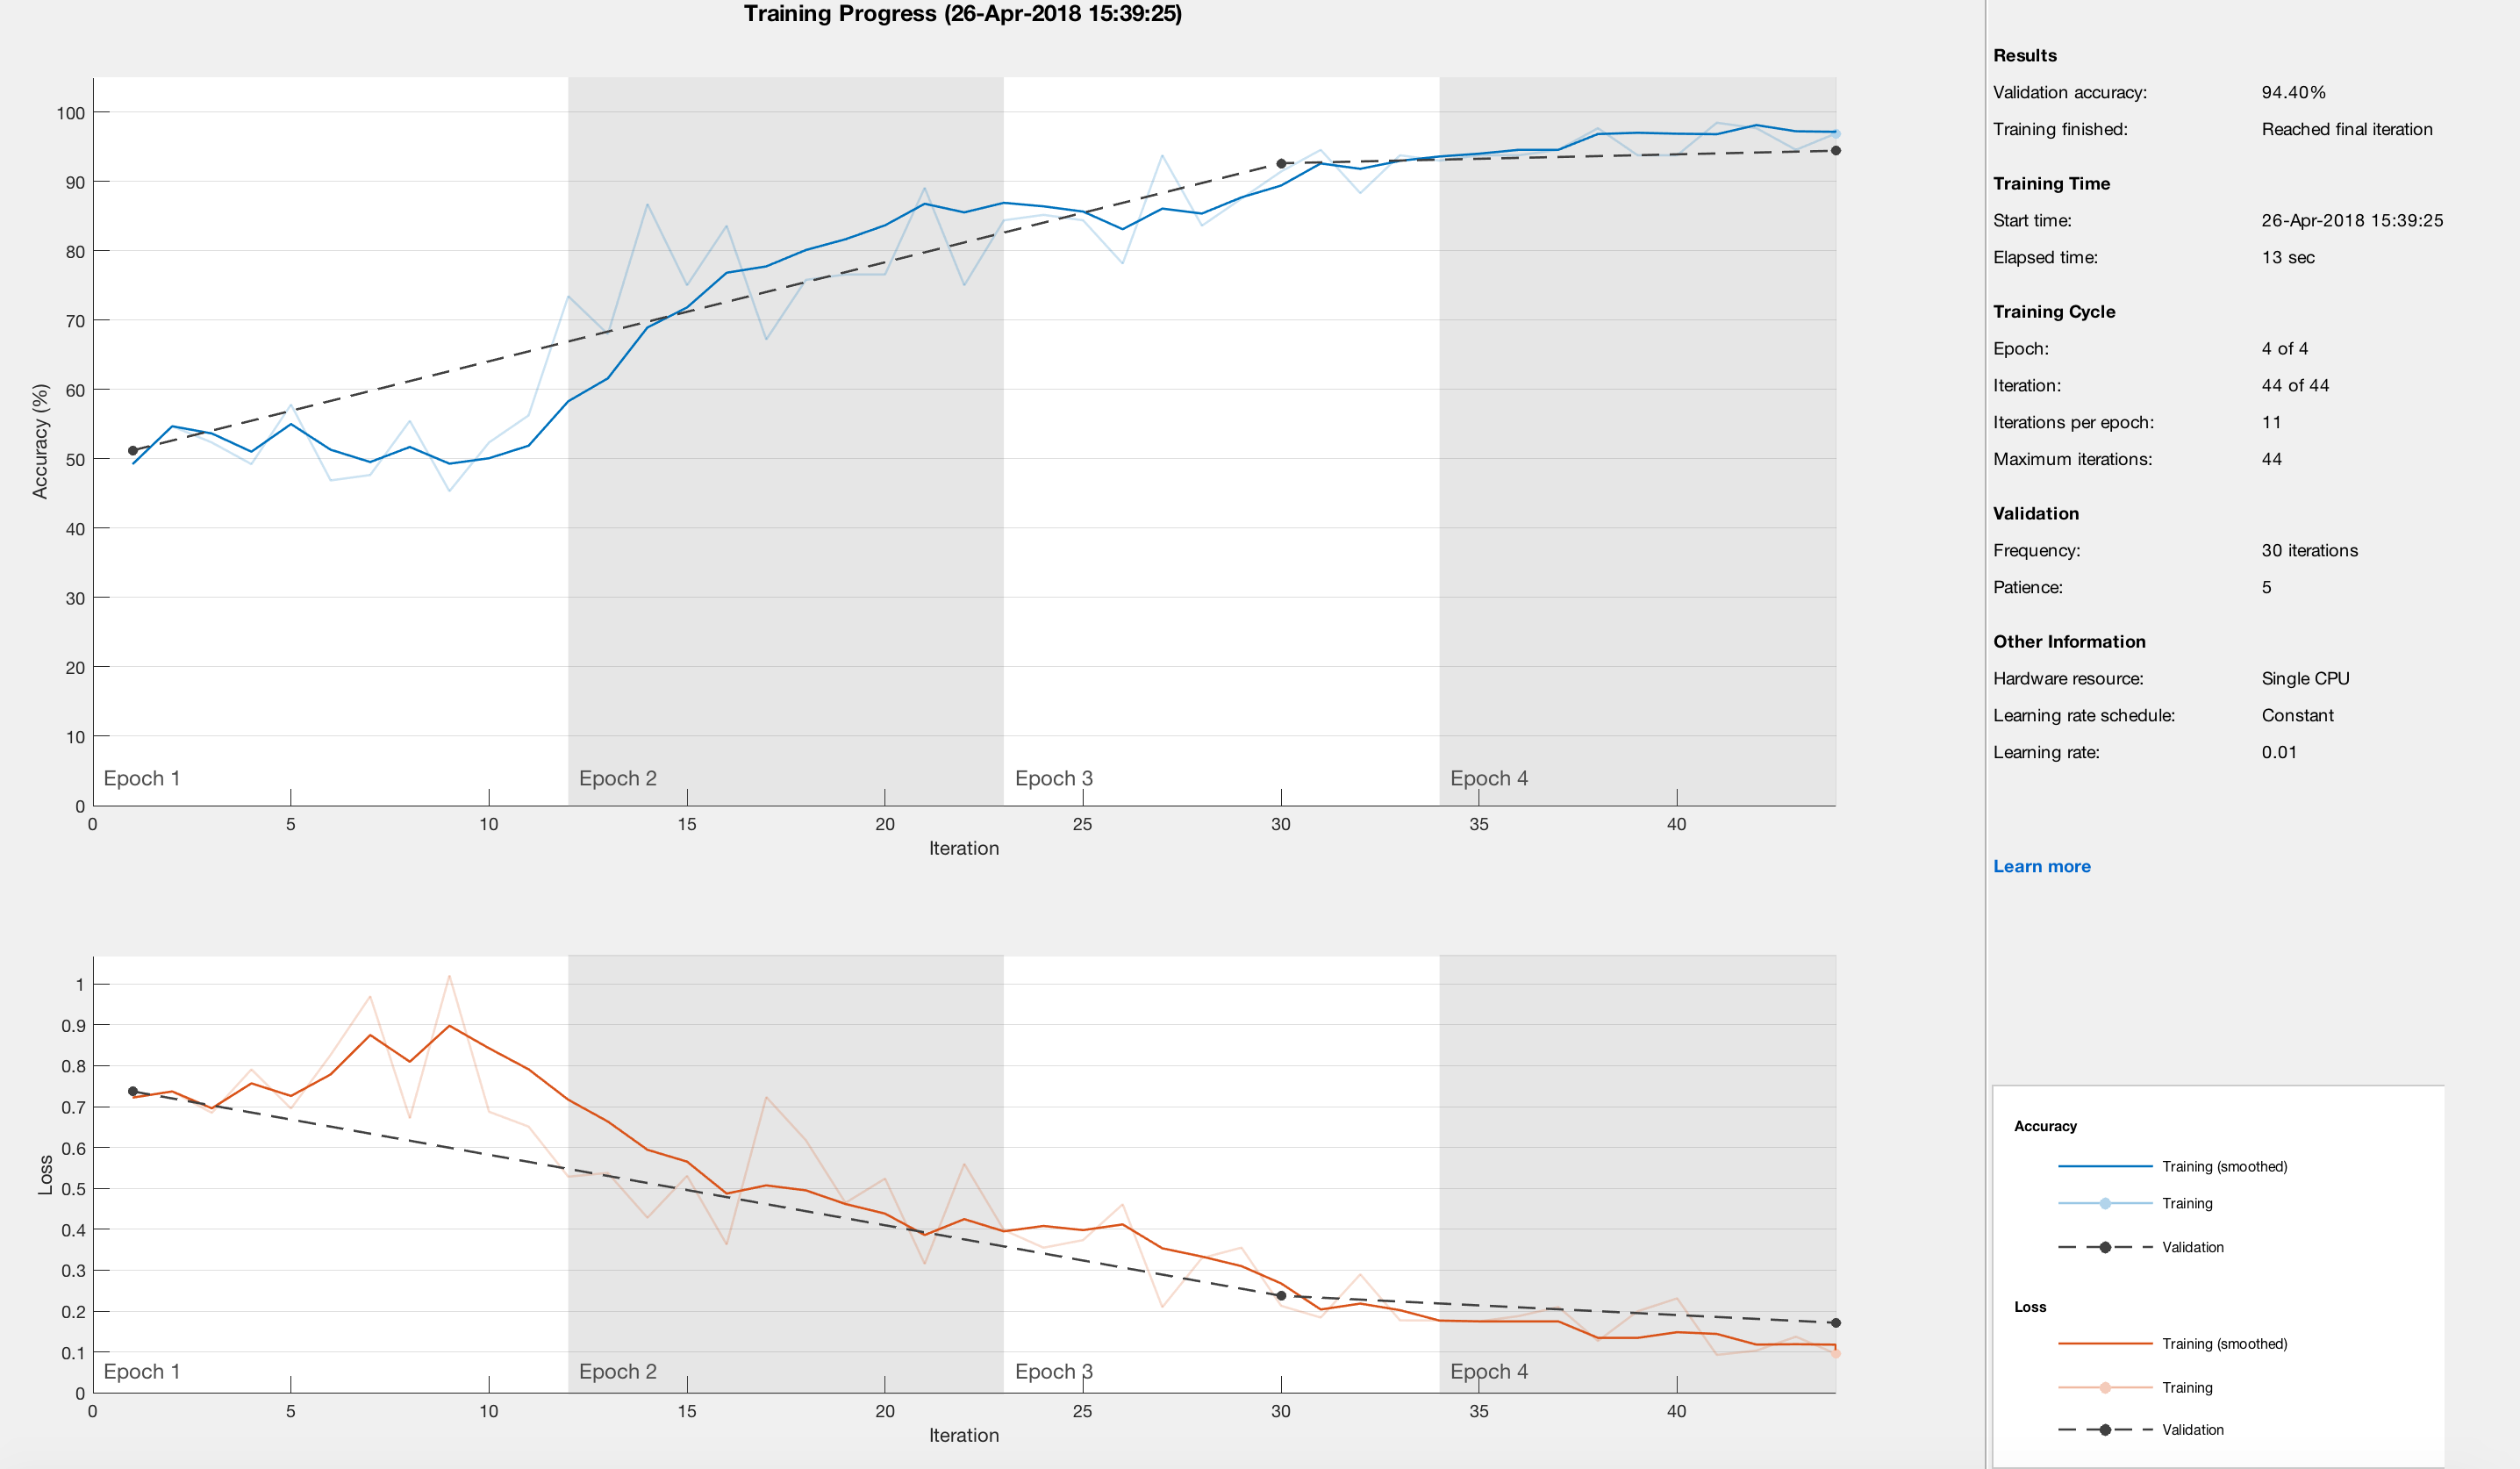 Training Progress (26-Apr-2018 15:39:25)
100
90
80
70
60
50
40
30
20
10
0
Accuracy (%)
Epoch 1 Epoch 2 Epoch 3 Epoch 4
0 5 10 15 20 25 30 35 40
Iteration
1
0.9
0.8
0.7
0.6
0.5
0.4
0.3
0.2
0.1
0
Loss
Epoch 1 Epoch 2 Epoch 3 Epoch 4
0 5 10 15 20 25 30 35 40
Iteration
Results
Validation accuracy: 94.40%
Training finished: Reached final iteration
Training Time
Start time: 26-Apr-2018 15:39:25
Elapsed time: 13 sec
Training Cycle
Epoch: 4 of 4
Iteration: 44 of 44
Iterations per epoch: 11
Maximum iterations: 44
Validation
Frequency: 30 iterations
Patience: 5
Other Information
Hardware resource: Single CPU
Learning rate schedule: Constant
Learning rate: 0.01
Learn more
Accuracy
Training (smoothed)
Training
Validation
Loss
Training (smoothed)
Training
Validation